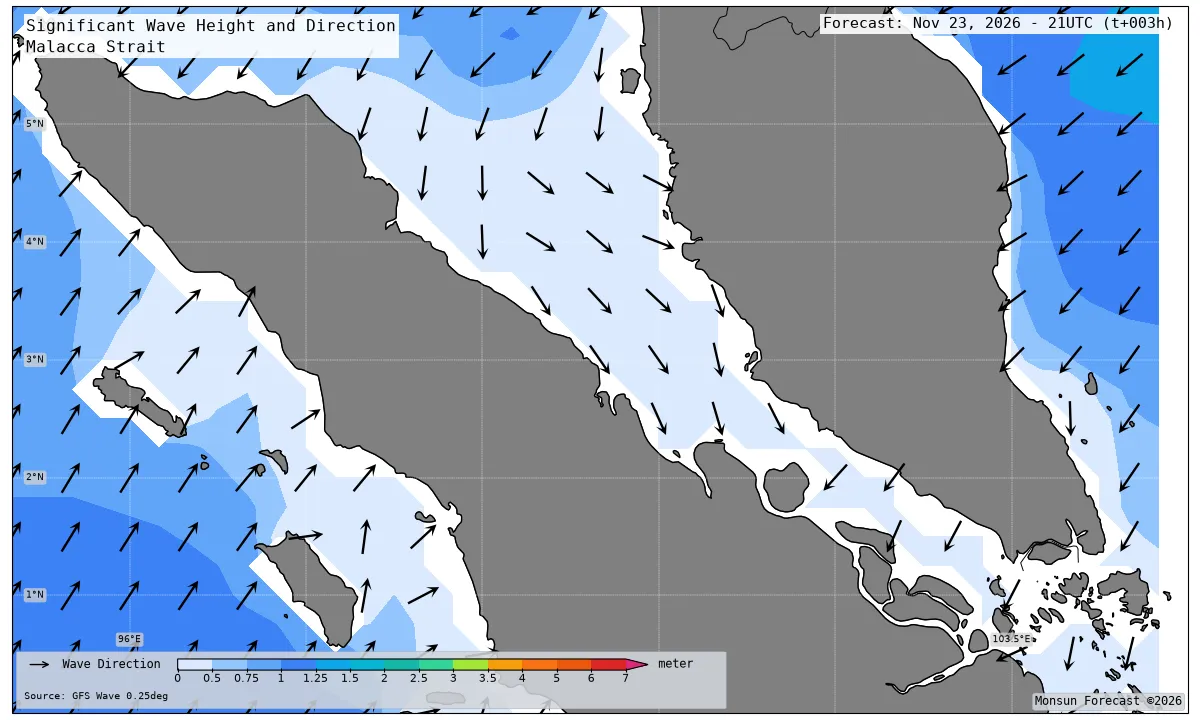 Significant Wave Height and Direction
Malacca Strait
Forecast: Nov 23, 2026 - 21UTC (t+003h)
5°N
4°N
3°N
2°N
1°N
96°E
103.5°E
Wave Direction
meter
0 0.5 0.75 1 1.25 1.5 2 2.5 3 3.5 4 5 6 7
Source: GFS Wave 0.25deg
Monsun Forecast ©2026